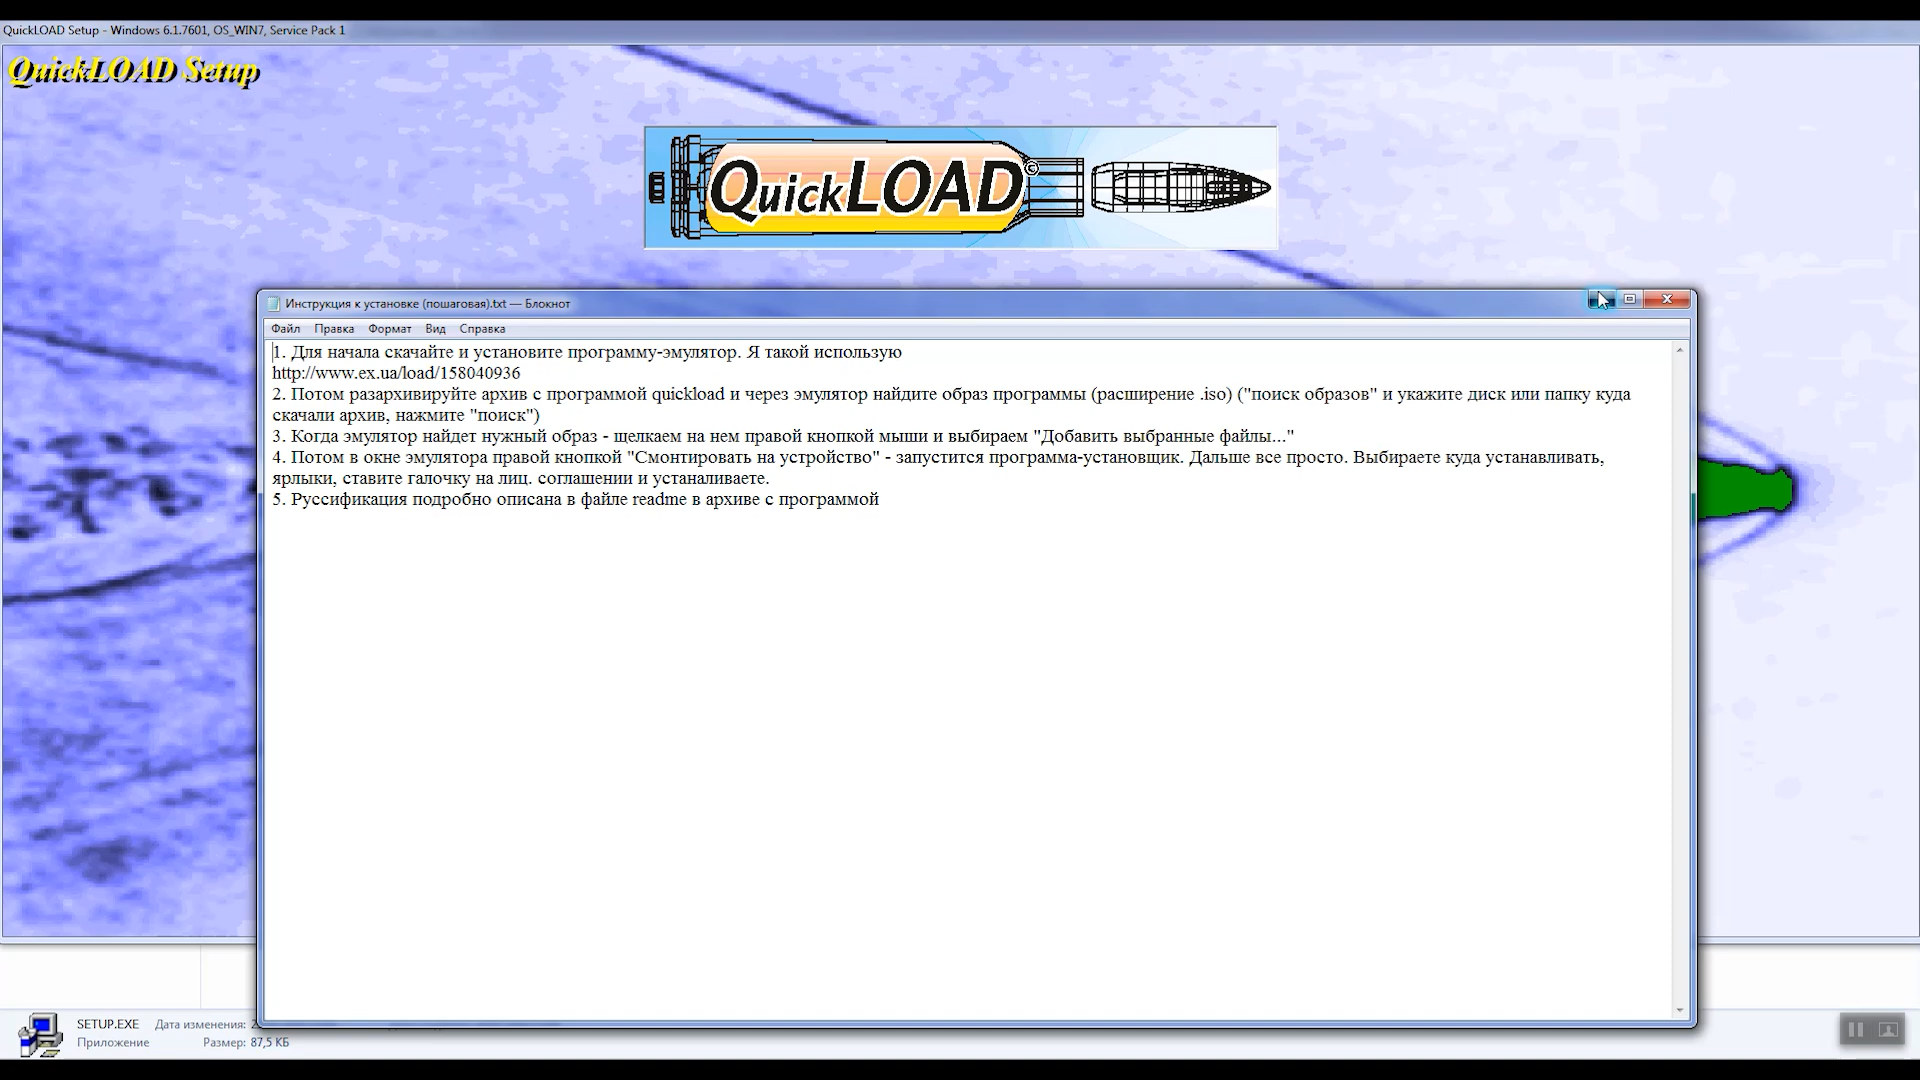 QuickLOAD Setup - Windows 6.1.7601, OS_WIN7, Service Pack 1
QuickLOAD Setup
QuickLOAD©
Инструкция к установке (пошаговая).txt — Блокнот
Файл Правка Формат Вид Справка
1. Для начала скачайте и установите программу-эмулятор. Я такой использую
http://www.ex.ua/load/158040936
2. Потом разархивируйте архив с программой quickload и через эмулятор найдите образ программы (расширение .iso) ("поиск образов" и укажите диск или папку куда
скачали архив, нажмите "поиск")
3. Когда эмулятор найдет нужный образ - щелкаем на нем правой кнопкой мыши и выбираем "Добавить выбранные файлы..."
4. Потом в окне эмулятора правой кнопкой "Смонтировать на устройство" - запустится программа-установщик. Дальше все просто. Выбираете куда устанавливать,
ярлыки, ставите галочку на лиц. соглашении и устаналиваете.
5. Руссификация подробно описана в файле readme в архиве с программой
SETUP.EXE Дата изменения:
Приложение Размер: 87,5 КБ